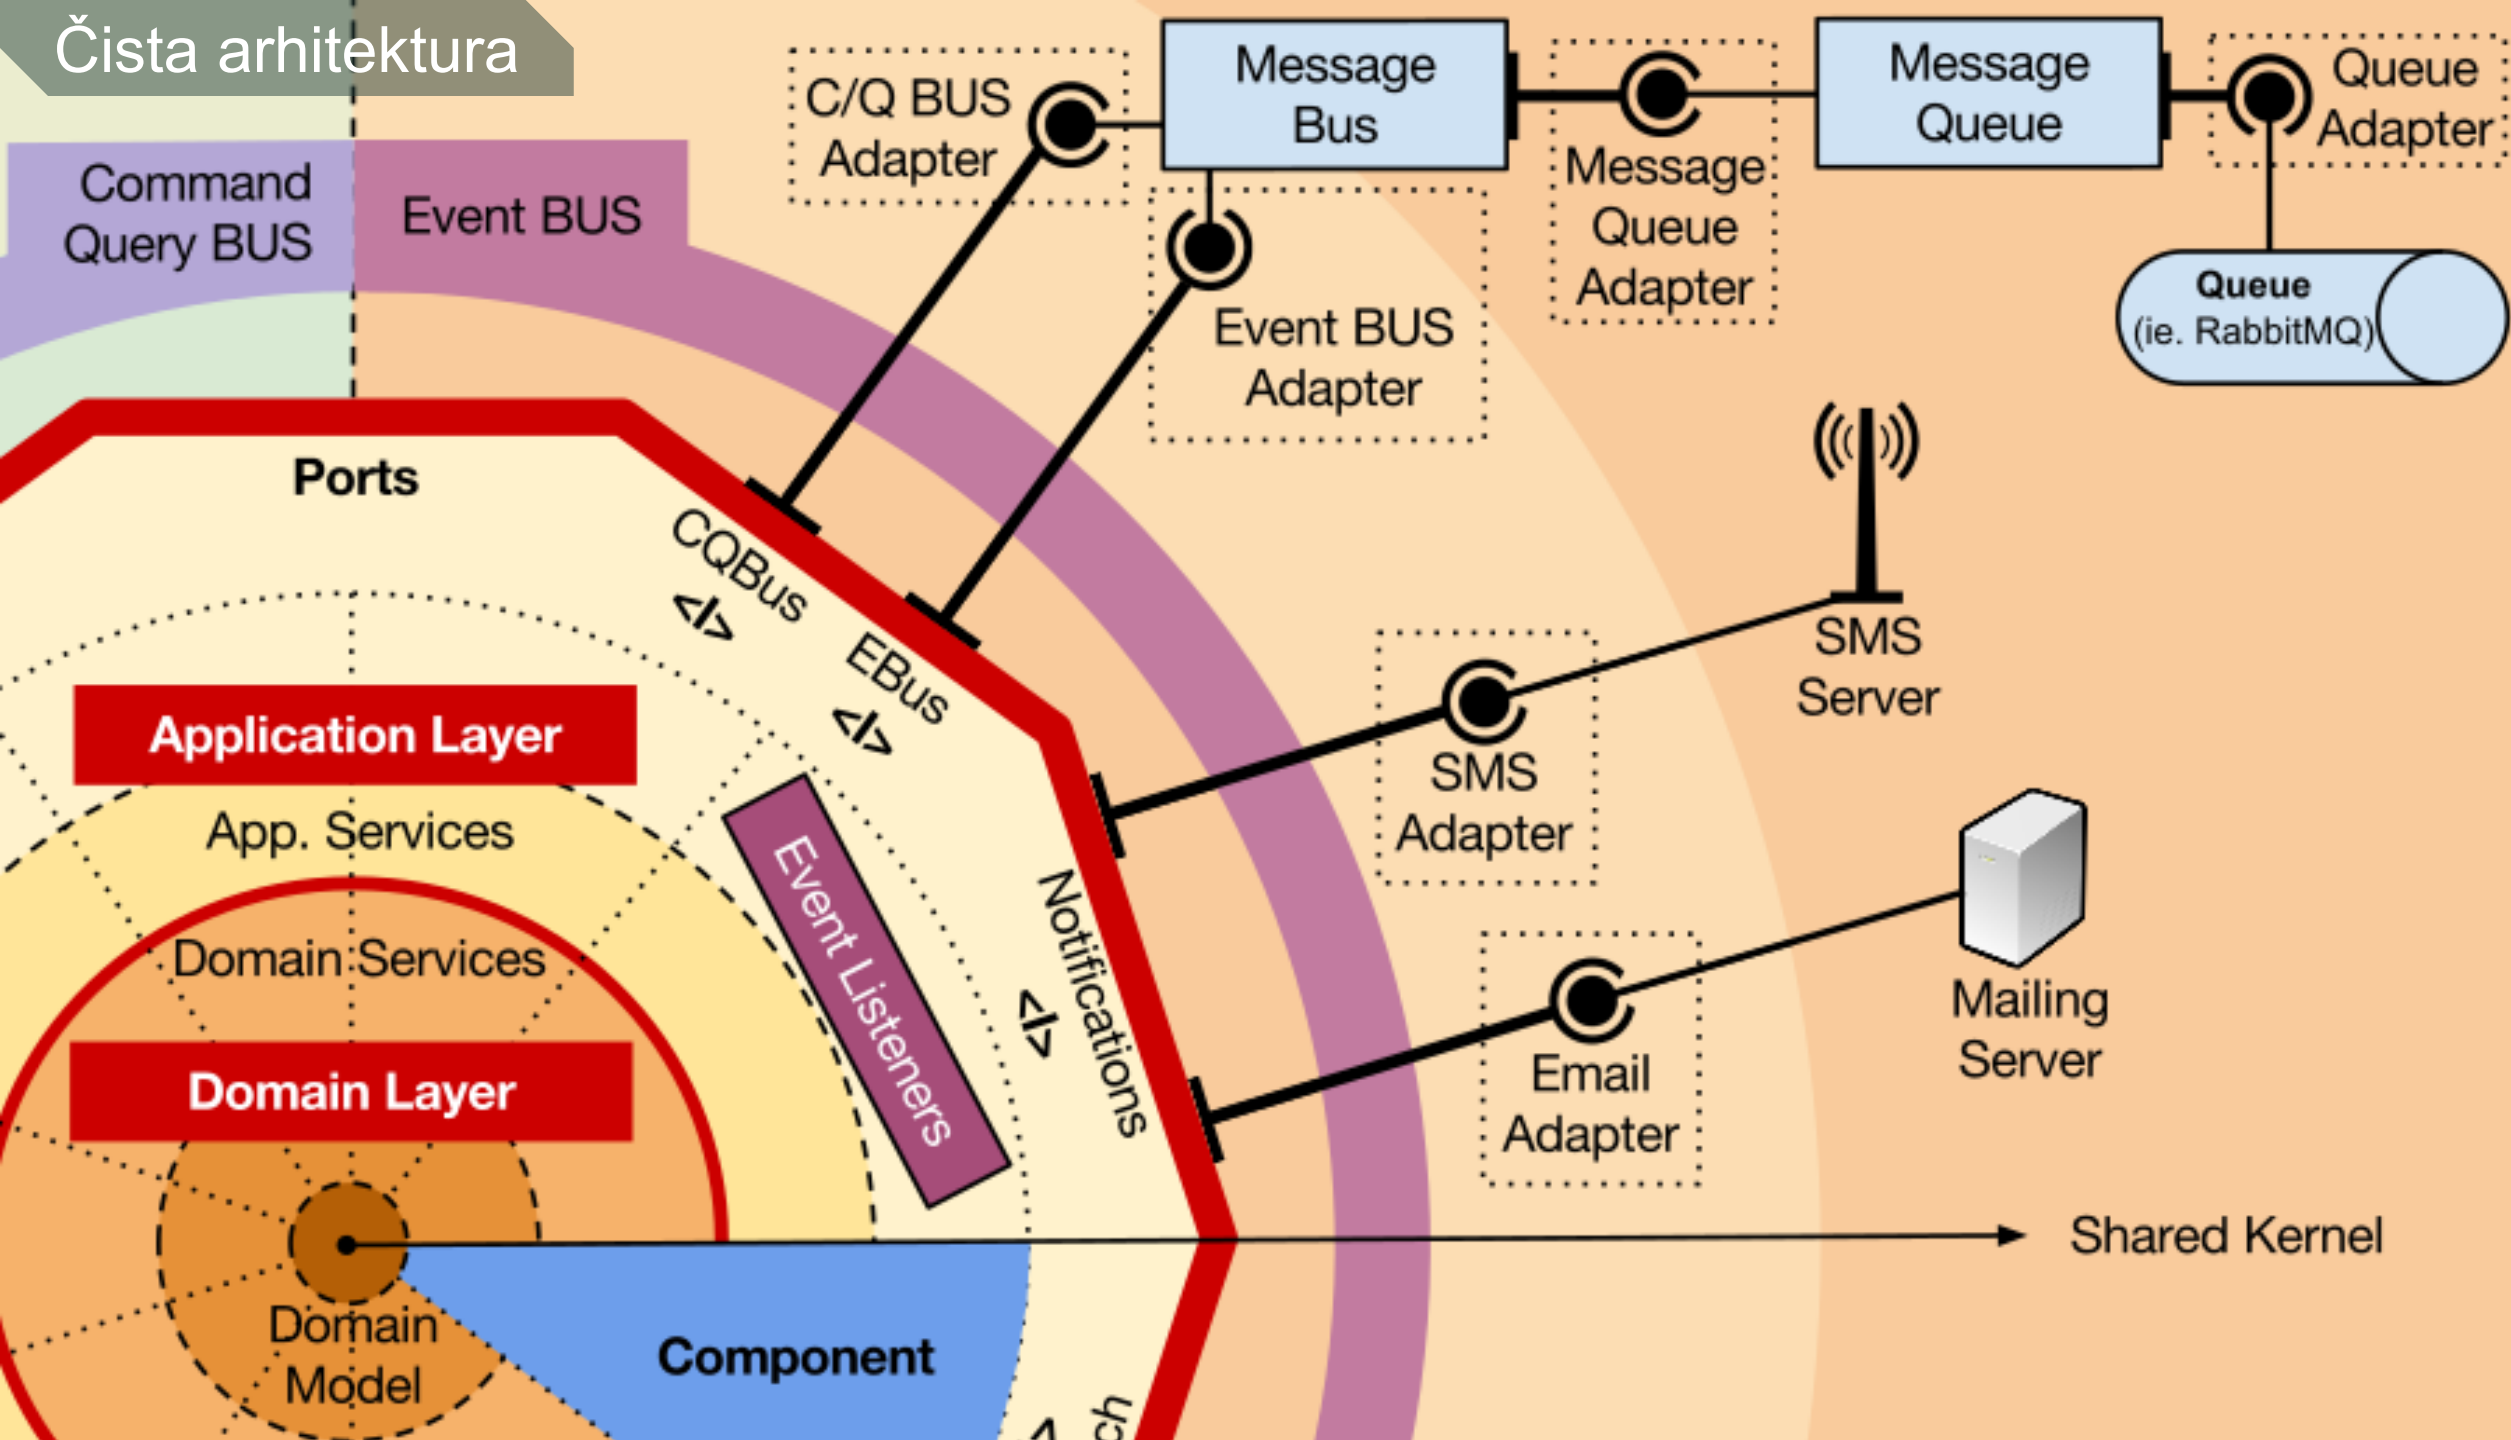 Čista arhitektura
Command
Query BUS
Event BUS
C/Q BUS
Adapter
Message
Bus
Event BUS
Adapter
Message
Queue
Adapter
Message
Queue
Queue
Adapter
Queue
(ie. RabbitMQ)
Ports
CQBus
</>
EBus
</>
SMS
Server
SMS
Adapter
Application Layer
App. Services
Event Listeners
Notifications
</>
Domain Services
Mailing
Server
Email
Adapter
Domain Layer
Shared Kernel
Domain
Model
Component